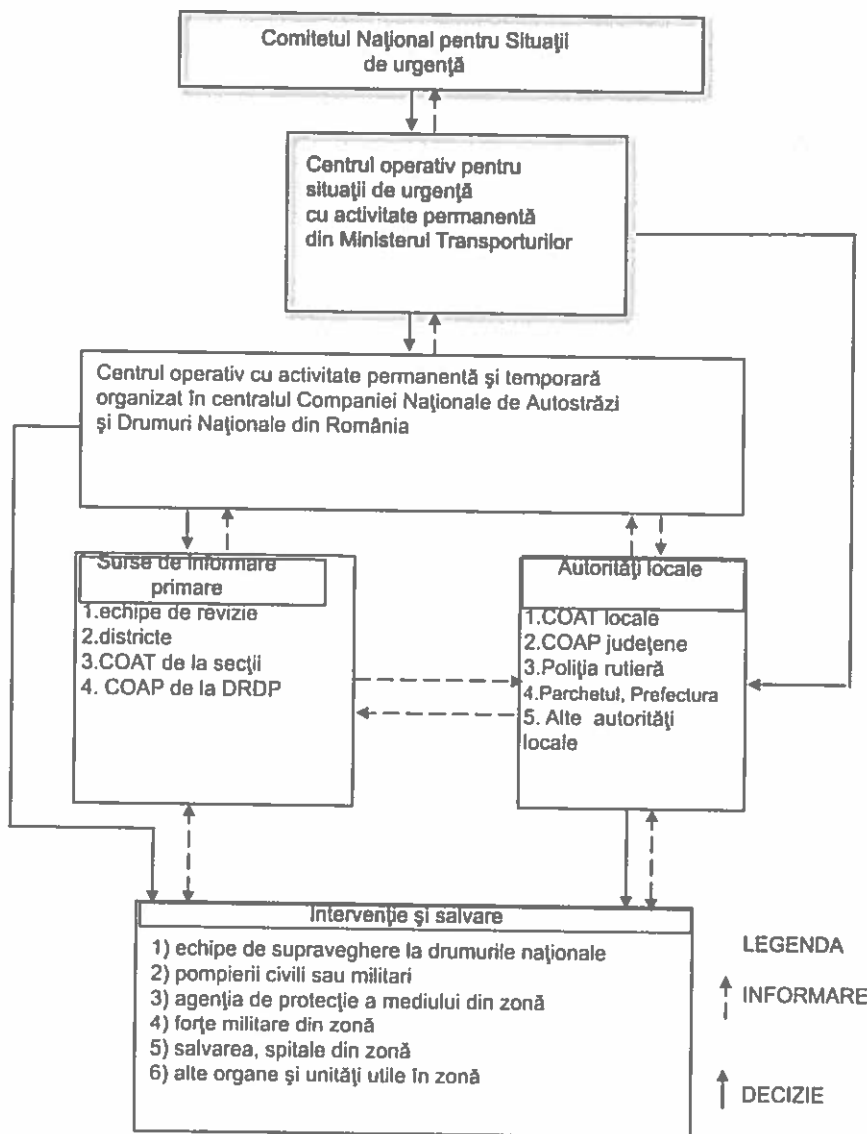 Comitetul Naţional pentru Situaţii
de urgenţă
Centrul operativ pentru
situaţii de urgenţă
cu activitate permanentă
din Ministerul Transporturilor
Centrul operativ cu activitate permanentă şi temporară
organizat în centralul Companiei Naţionale de Autostrăzi
şi Drumuri Naţionale din România
Surse de informare
primare
1.echipe de revizie
2.districte
3.COAT de la secţii
4. COAP de la DRDP
Autorităţi locale
1.COAT locale
2.COAP judeţene
3.Poliţia rutieră
4.Parchetul, Prefectura
5. Alte autorităţi
locale
Intervenţie şi salvare
1) echipe de supraveghere la drumurile naţionale
2) pompierii civili sau militari
3) agenţia de protecţie a mediului din zonă
4) forţe militare din zonă
5) salvarea, spitale din zonă
6) alte organe şi unităţi utile în zonă
LEGENDA
INFORMARE
DECIZIE